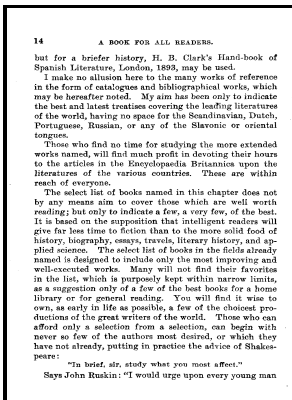 14 A BOOK FOR ALL READERS.
but for a briefer history, H. B. Clark's Hand-book of
Spanish Literature, London, 1893, may be used.
I make no allusion here to the many works of reference
in the form of catalogues and bibliographical works, which
may be hereafter noted. My aim has been only to indicate
the best and latest treatises covering the leading literatures
of the world, having no space for the Scandinavian, Dutch,
Portuguese, Russian, or any of the Slavonic or oriental
tongues.
Those who find no time for studying the more extended
works named, will find much profit in devoting their hours
to the articles in the Encyclopaedia Britannica upon the
literatures of the various countries. These are within
reach of everyone.
The select list of books named in this chapter does not
by any means aim to cover those which are well worth
reading; but only to indicate a few, a very few, of the best.
It is based on the supposition that intelligent readers will
give far less time to fiction than to the more solid food of
history, biography, essays, travels, literary history, and ap-
plied science. The select list of books in the fields already
named is designed to include only the most improving and
well-executed works. Many will not find their favorites
in the list, which is purposely kept within narrow limits,
as a suggestion only of a few of the best books for a home
library or for general reading. You will find it wise to
own, as early in life as possible, a few of the choicest pro-
ductions of the great writers of the world. Those who can
afford only a selection from a selection, can begin with
never so few of the authors most desired, or which they
have not already, putting in practice the advice of Shakes-
peare:
"In brief, sir, study what you most affect."
Says John Ruskin: "I would urge upon every young man